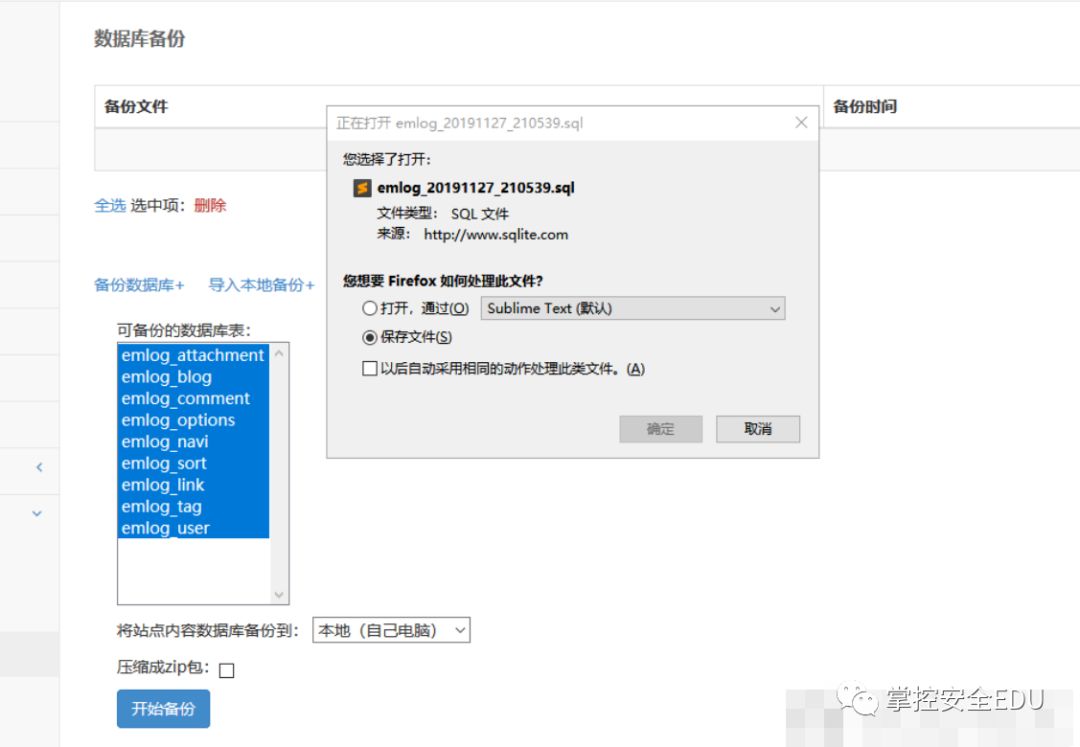 数据库备份
备份文件
备份时间
正在打开 emlog_20191127_210539.sql
您选择了打开:
emlog_20191127_210539.sql
文件类型: SQL 文件
来源: http://www.sqlite.com
您想要 Firefox 如何处理此文件?
打开，通过(O) Sublime Text (默认)
保存文件(S)
以后自动采用相同的动作处理此类文件。(A)
确定 取消
全选 选中项: 删除
备份数据库+ 导入本地备份+
可备份的数据库表:
emlog_attachment
emlog_blog
emlog_comment
emlog_options
emlog_navi
emlog_sort
emlog_link
emlog_tag
emlog_user
将站点内容数据库备份到: 本地（自己电脑）
压缩成zip包:
开始备份
掌控安全EDU